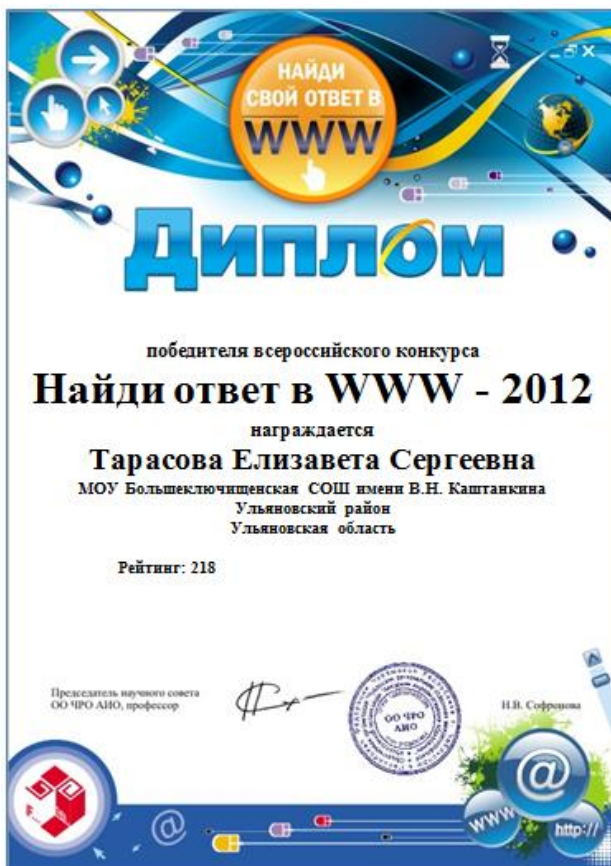 НАЙДИ
СВОЙ ОТВЕТ В
WWW
Диплом
победителя всероссийского конкурса
Найди ответ в WWW - 2012
награждается
Тарасова Елизавета Сергеевна
МОУ Большеключищенская СОШ имени В.Н. Каштанкина
Ульяновский район
Ульяновская область
Рейтинг: 218
Председатель научного совета
ОО ЧРО АИО, профессор
ОО ЧРО
АИО
Н.В. Софронова
@
@
WWW
http://